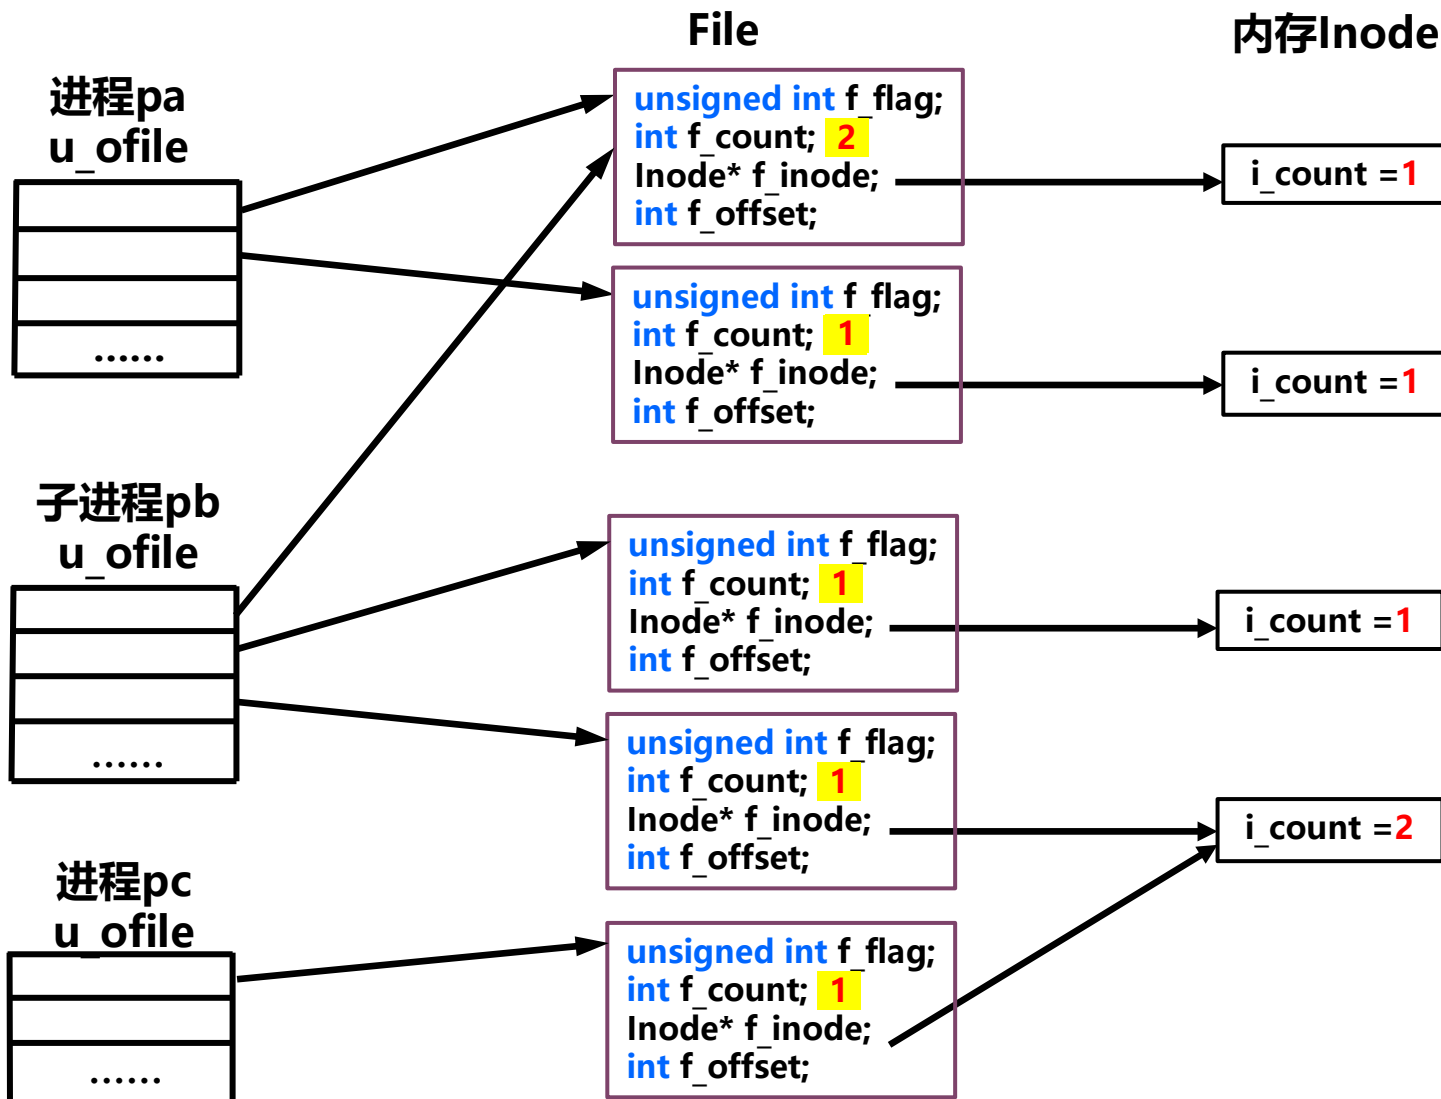 File
内存Inode
进程pa
u_ofile
……
unsigned int f_flag;
int f_count; 2
Inode* f_inode;
int f_offset;
i_count =1
unsigned int f_flag;
int f_count; 1
Inode* f_inode;
int f_offset;
i_count =1
子进程pb
u_ofile
……
unsigned int f_flag;
int f_count; 1
Inode* f_inode;
int f_offset;
i_count =1
unsigned int f_flag;
int f_count; 1
Inode* f_inode;
int f_offset;
i_count =2
进程pc
u_ofile
……
unsigned int f_flag;
int f_count; 1
Inode* f_inode;
int f_offset;